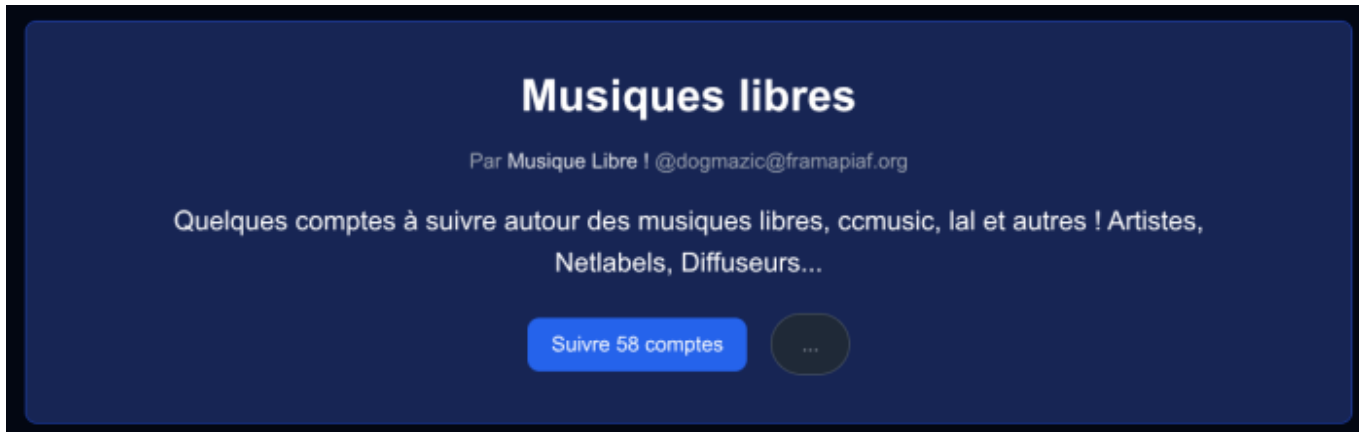 Musiques libres
Par Musique Libre ! @dogmazic@framapiaf.org
Quelques comptes à suivre autour des musiques libres, ccmusic, lal et autres ! Artistes,
Netlabels, Diffuseurs...
Suivre 58 comptes
...